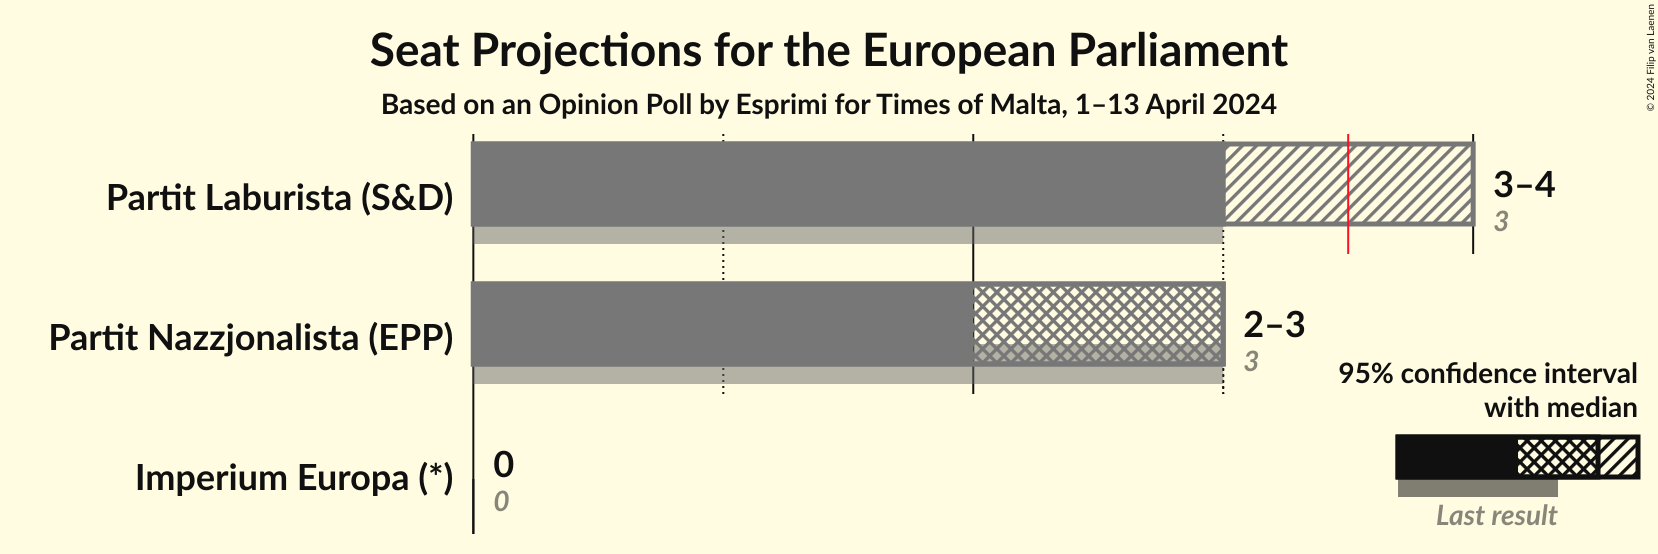 Seat Projections for the European Parliament
Based on an Opinion Poll by Esprimi for Times of Malta, 1–13 April 2024
© 2024 Filip van Laenen
Partit Laburista (S&D)
3–4
3
Partit Nazzjonalista (EPP)
2–3
3
Imperium Europa (*)
0
0
95% confidence interval
with median
Last result